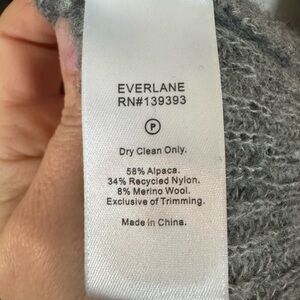 EVERLANE
RN#139393
P
Dry Clean Only.
58% Alpaca.
34% Recycled Nylon.
8% Merino Wool.
Exclusive of Trimming.
Made in China.